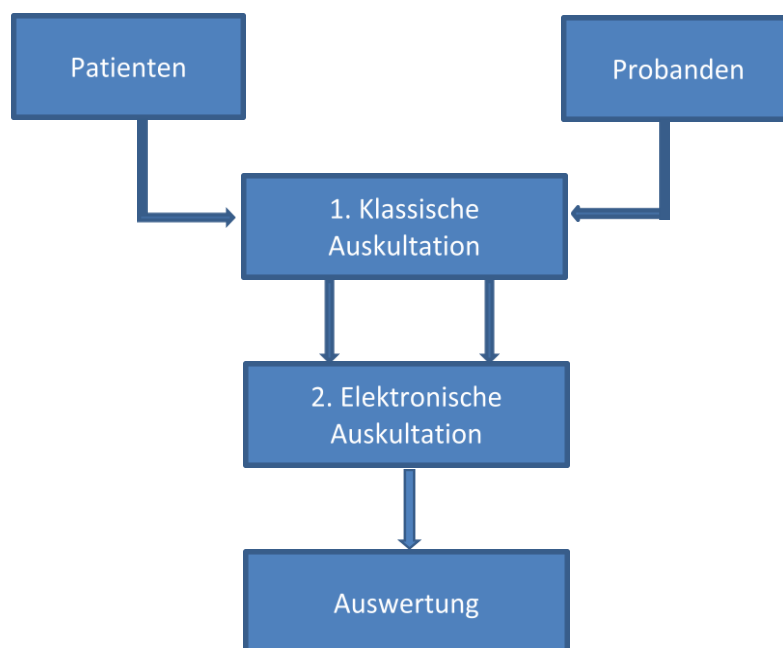 Patienten
Probanden
1. Klassische
Auskultation
2. Elektronische
Auskultation
Auswertung